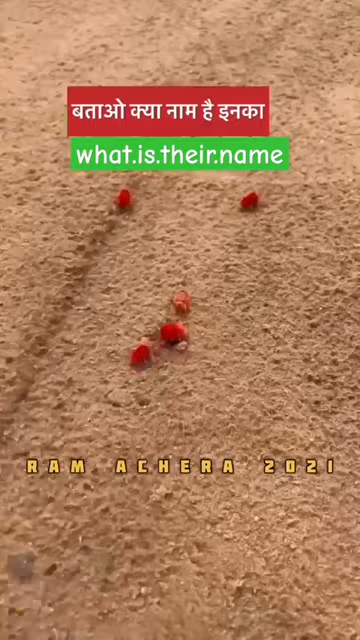 बताओ क्या नाम है इनका
what.is.their.name
RAM ACHERA 2021